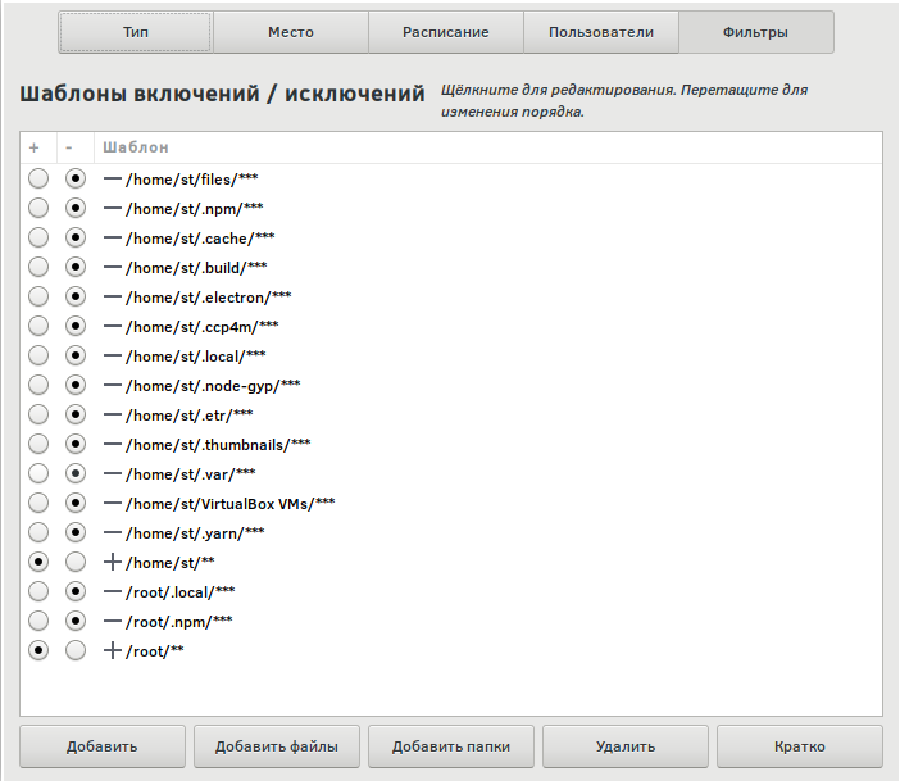 Тип Место Расписание Пользователи Фильтры
Шаблоны включений / исключений
Щёлкните для редактирования. Перетащите для
изменения порядка.
+ - Шаблон
/home/st/files/***
/home/st/.npm/***
/home/st/.cache/***
/home/st/.build/***
/home/st/.electron/***
/home/st/.ccp4m/***
/home/st/.local/***
/home/st/.node-gyp/***
/home/st/.etr/***
/home/st/.thumbnails/***
/home/st/.var/***
/home/st/VirtualBox VMs/***
/home/st/.yarn/***
/home/st/**
/root/.local/***
/root/.npm/***
/root/**
Добавить Добавить файлы Добавить папки Удалить Кратко